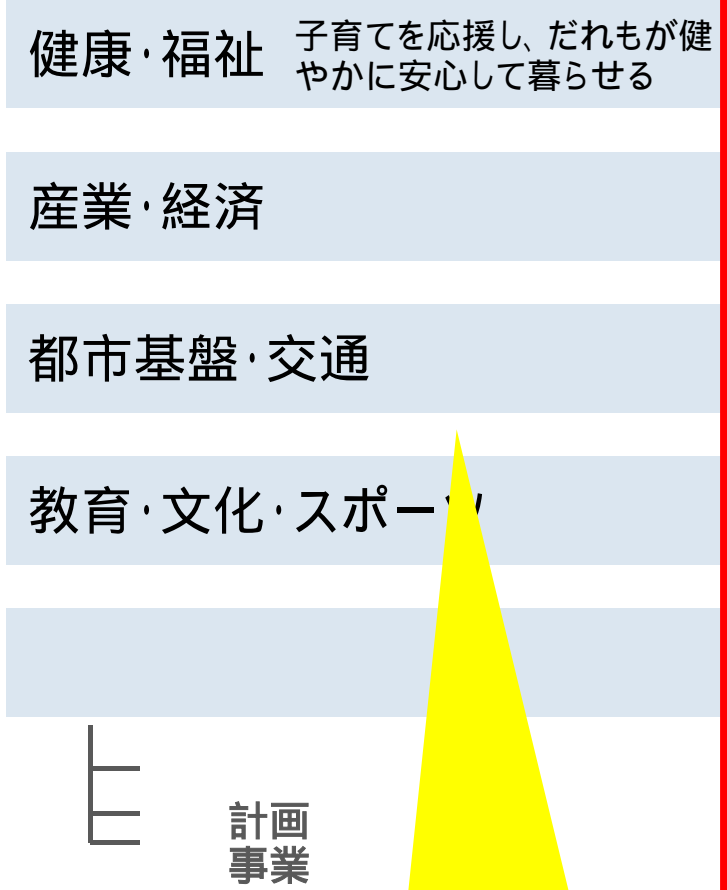 健康・福祉
子育てを応援し、だれもが健
やかに安心して暮らせる
産業・経済
都市基盤・交通
教育・文化・スポーツ
計画
事業